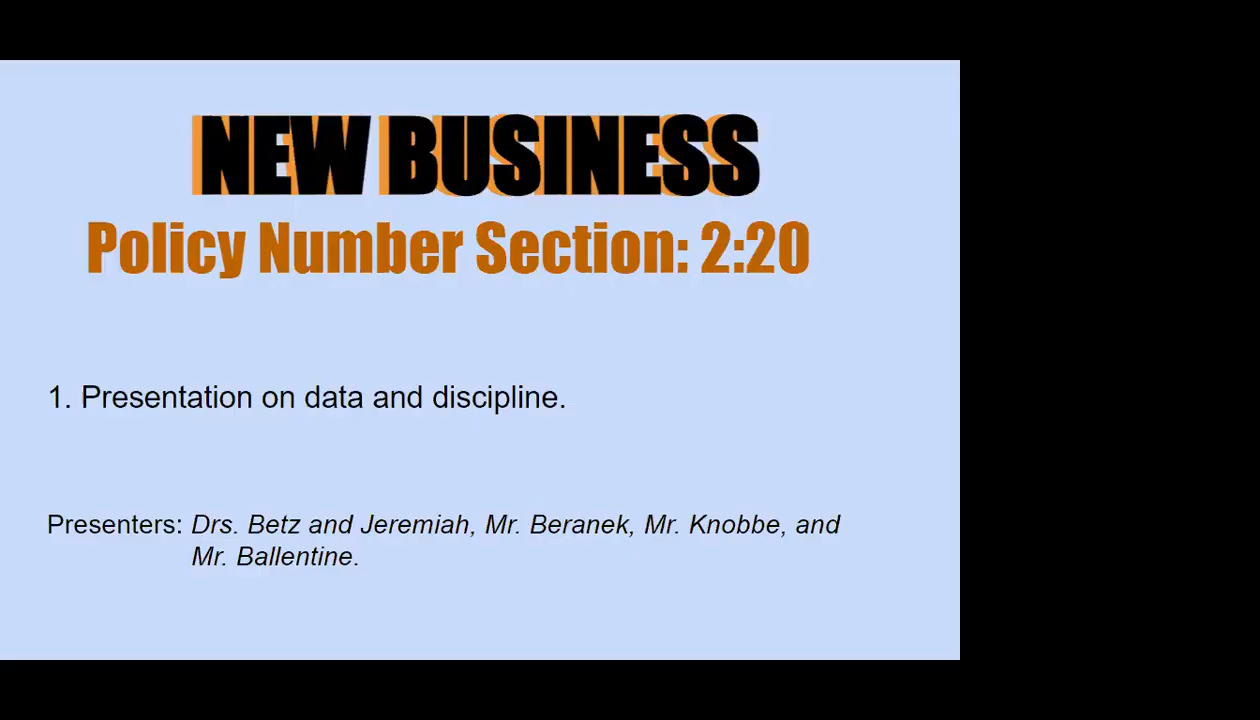 NEW BUSINESS
Policy Number Section: 2:20
1. Presentation on data and discipline.
Presenters: Drs. Betz and Jeremiah, Mr. Beranek, Mr. Knobbe, and
Mr. Ballentine.